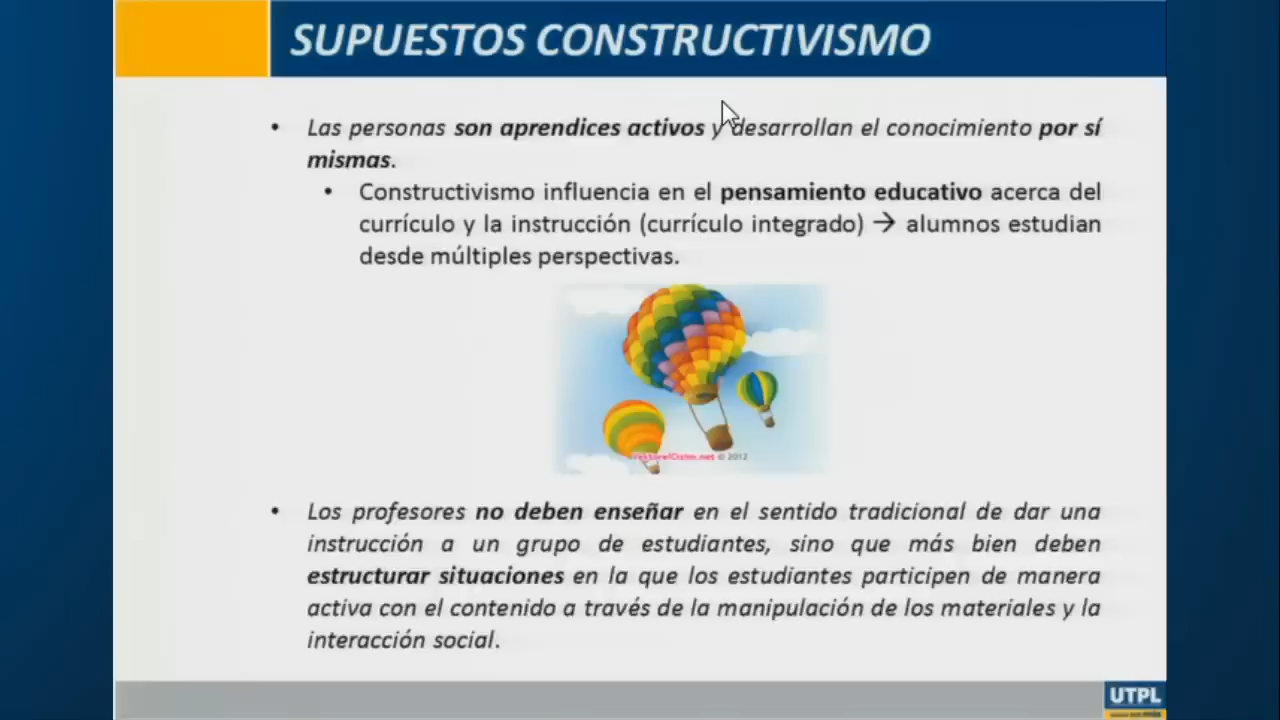 SUPUESTOS CONSTRUCTIVISMO
• Las personas son aprendices activos y desarrollan el conocimiento por sí
mismas.
• Constructivismo influencia en el pensamiento educativo acerca del
currículo y la instrucción (currículo integrado) → alumnos estudian
desde múltiples perspectivas.
© 2012
• Los profesores no deben enseñar en el sentido tradicional de dar una
instrucción a un grupo de estudiantes, sino que más bien deben
estructurar situaciones en la que los estudiantes participen de manera
activa con el contenido a través de la manipulación de los materiales y la
interacción social.
UTPL